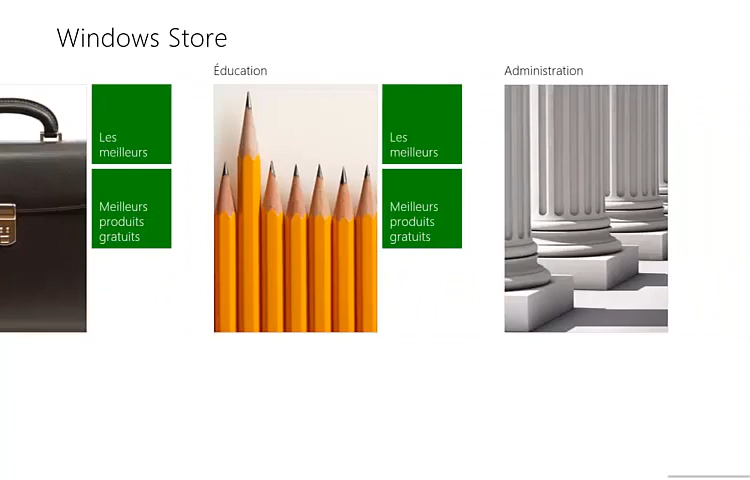 Windows Store
Éducation
Administration
Les
meilleurs
Meilleurs
produits
gratuits
Les
meilleurs
Meilleurs
produits
gratuits